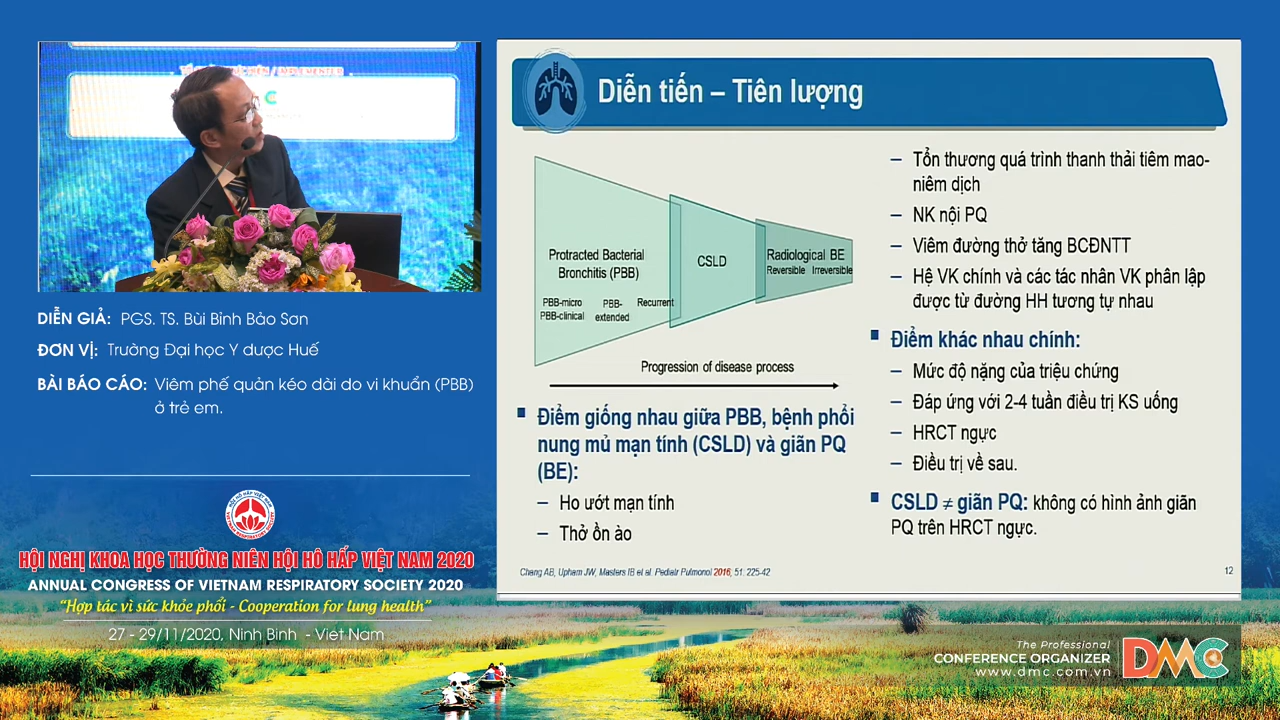 DIỄN GIẢ: PGS. TS. Bùi Bỉnh Bảo Sơn
ĐƠN VỊ: Trường Đại học Y dược Huế
BÀI BÁO CÁO: Viêm phế quản kéo dài do vi khuẩn (PBB)
ở trẻ em.
HỘI HÔ HẤP VIỆT NAM
VIETNAM RESPIRATORY SOCIETY
HỘI NGHỊ KHOA HỌC THƯỜNG NIÊN HỘI HÔ HẤP VIỆT NAM 2020
ANNUAL CONGRESS OF VIETNAM RESPIRATORY SOCIETY 2020
“Hợp tác vì sức khỏe phổi - Cooperation for lung health”
27 - 29/11/2020, Ninh Bình - Việt Nam
Diễn tiến – Tiên lượng
Protracted Bacterial
Bronchitis (PBB)
PBB-micro
PBB-clinical
PBB-
extended
Recurrent
CSLD
Radiological BE
Reversible Irreversible
Progression of disease process
Điểm giống nhau giữa PBB, bệnh phổi
nung mủ mạn tính (CSLD) và giãn PQ
(BE):
– Ho ướt mạn tính
– Thở ồn ào
– Tổn thương quá trình thanh thải tiêm mao-
niêm dịch
– NK nội PQ
– Viêm đường thở tăng BCĐNTT
– Hệ VK chính và các tác nhân VK phân lập
được từ đường HH tương tự nhau
Điểm khác nhau chính:
– Mức độ nặng của triệu chứng
– Đáp ứng với 2-4 tuần điều trị KS uống
– HRCT ngực
– Điều trị về sau.
CSLD ≠ giãn PQ: không có hình ảnh giãn
PQ trên HRCT ngực.
Chang AB, Upham JW, Masters IB et al. Pediatr Pulmonol 2016; 51: 225-42
12
The Professional
CONFERENCE ORGANIZER
www.dmc.com.vn
DMC